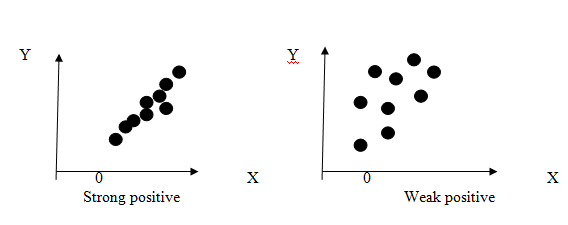 Y Y
0 X 0 X
Strong positive Weak positive